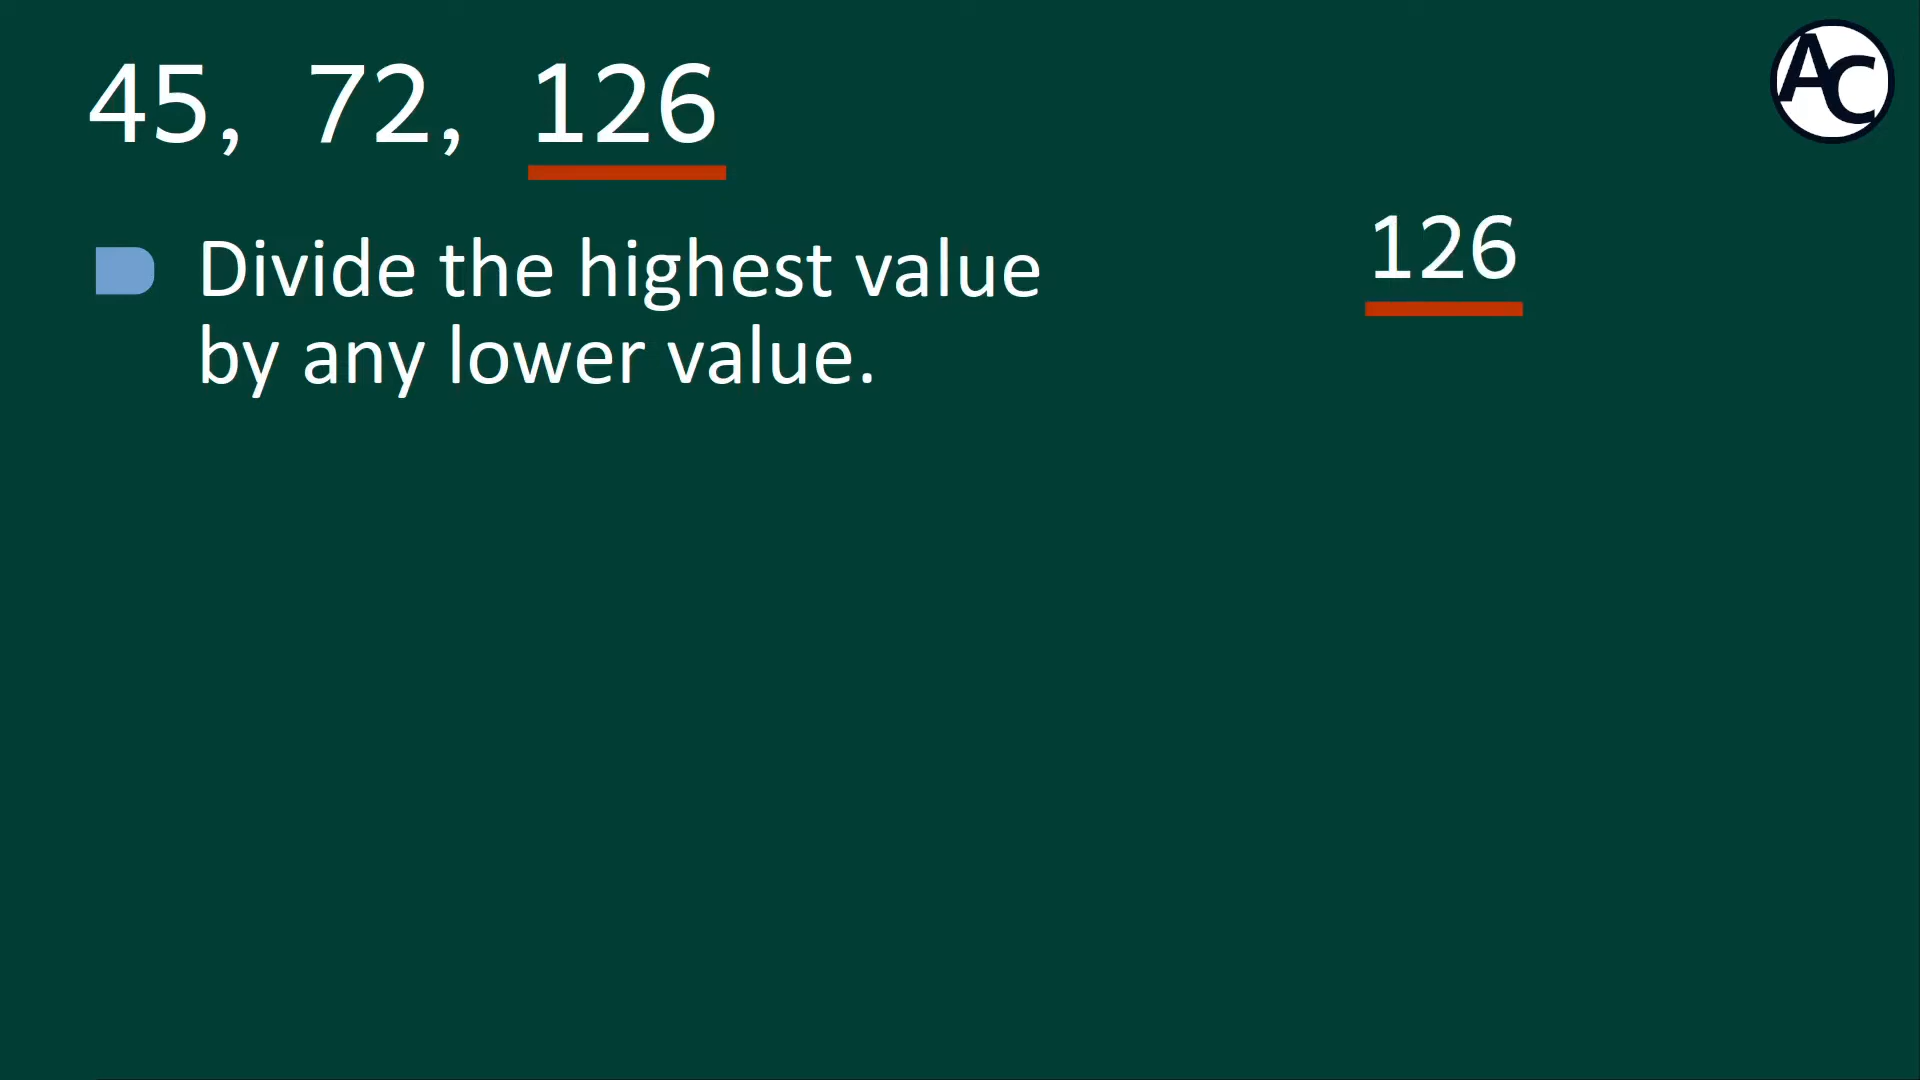 45, 72, 126
AC
Divide the highest value
by any lower value.
126